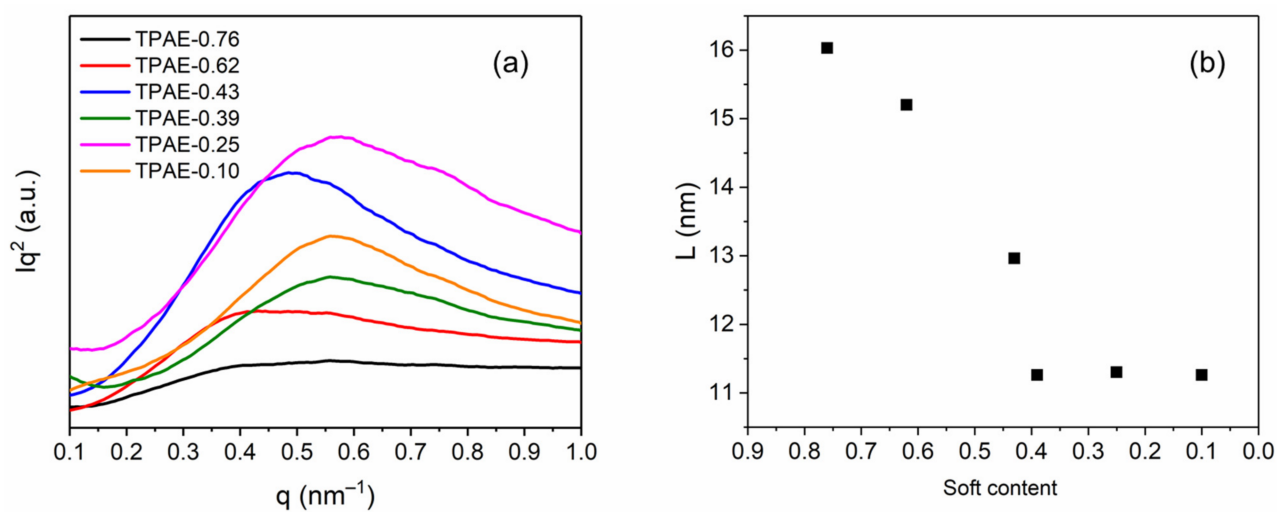 TPAE-0.76
TPAE-0.62
TPAE-0.43
TPAE-0.39
TPAE-0.25
TPAE-0.10
(a)
Iq² (a.u.)
0.1 0.2 0.3 0.4 0.5 0.6 0.7 0.8 0.9 1.0
q (nm⁻¹)
(b)
16
15
14
13
12
11
L (nm)
0.9 0.8 0.7 0.6 0.5 0.4 0.3 0.2 0.1 0.0
Soft content